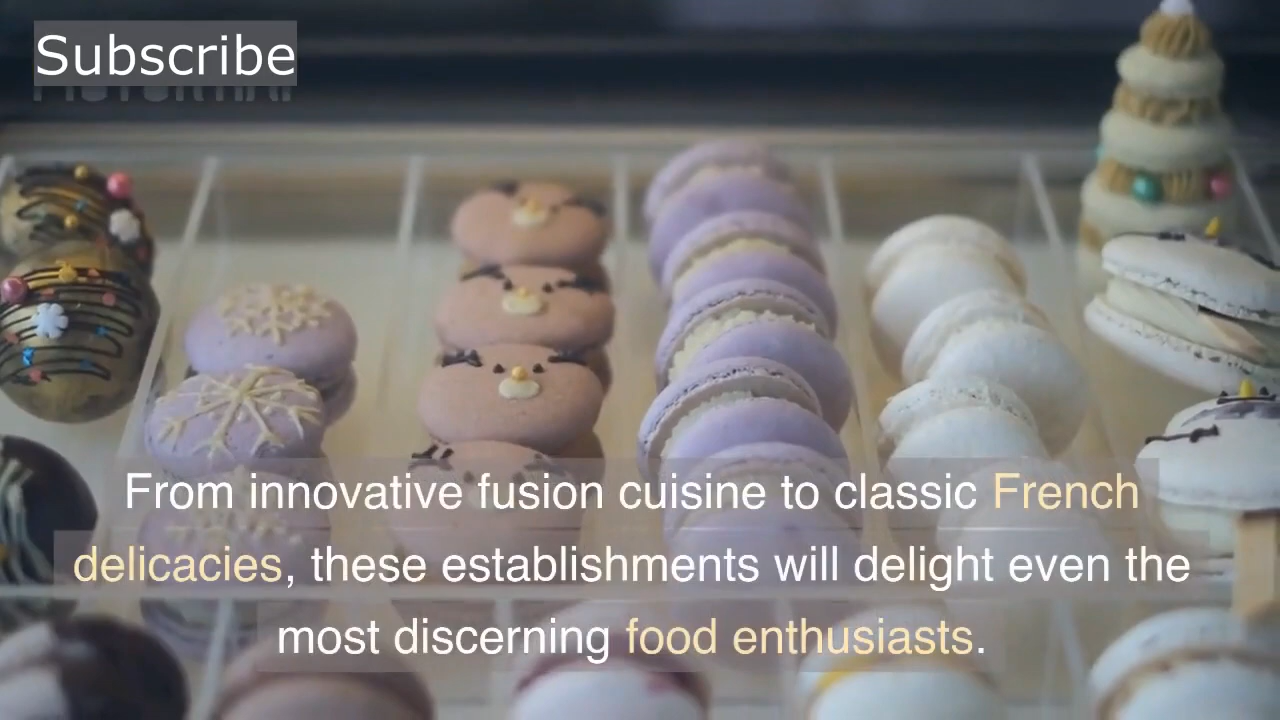 Subscribe
From innovative fusion cuisine to classic French
delicacies, these establishments will delight even the
most discerning food enthusiasts.